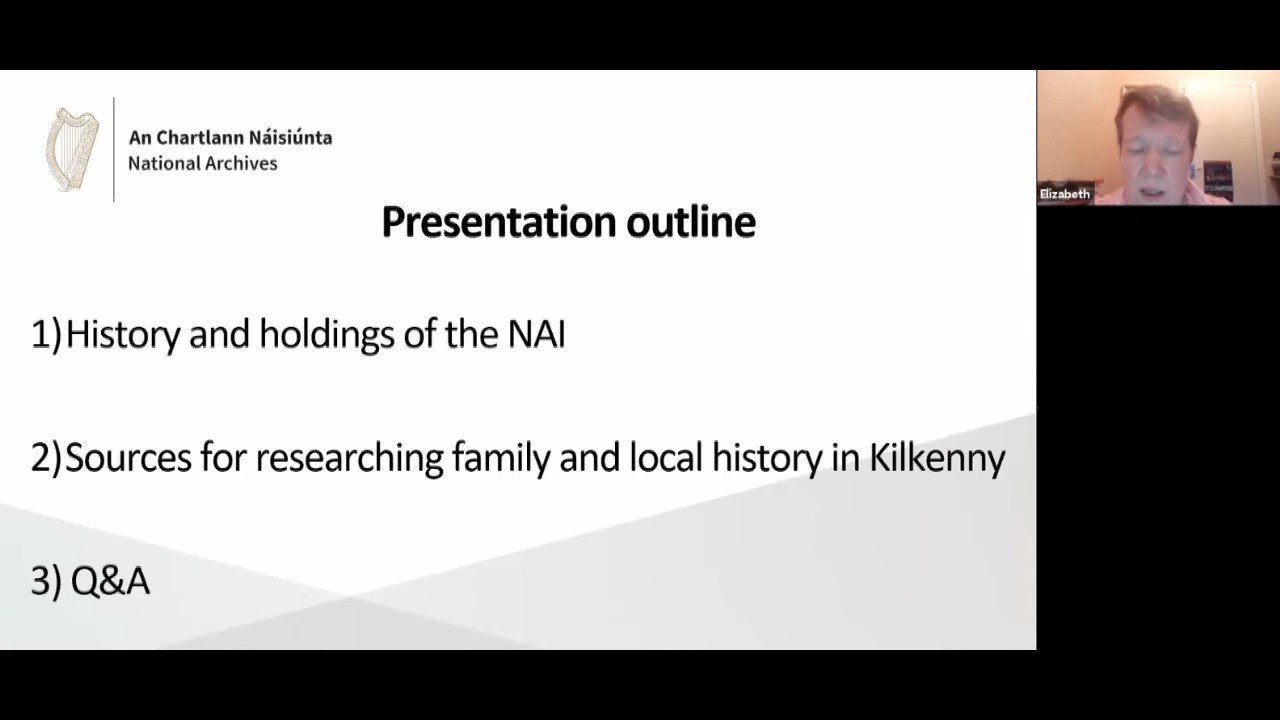 An Chartlann Náisiúnta
National Archives
Presentation outline
1)History and holdings of the NAI
2)Sources for researching family and local history in Kilkenny
3) Q&A
Elizabeth